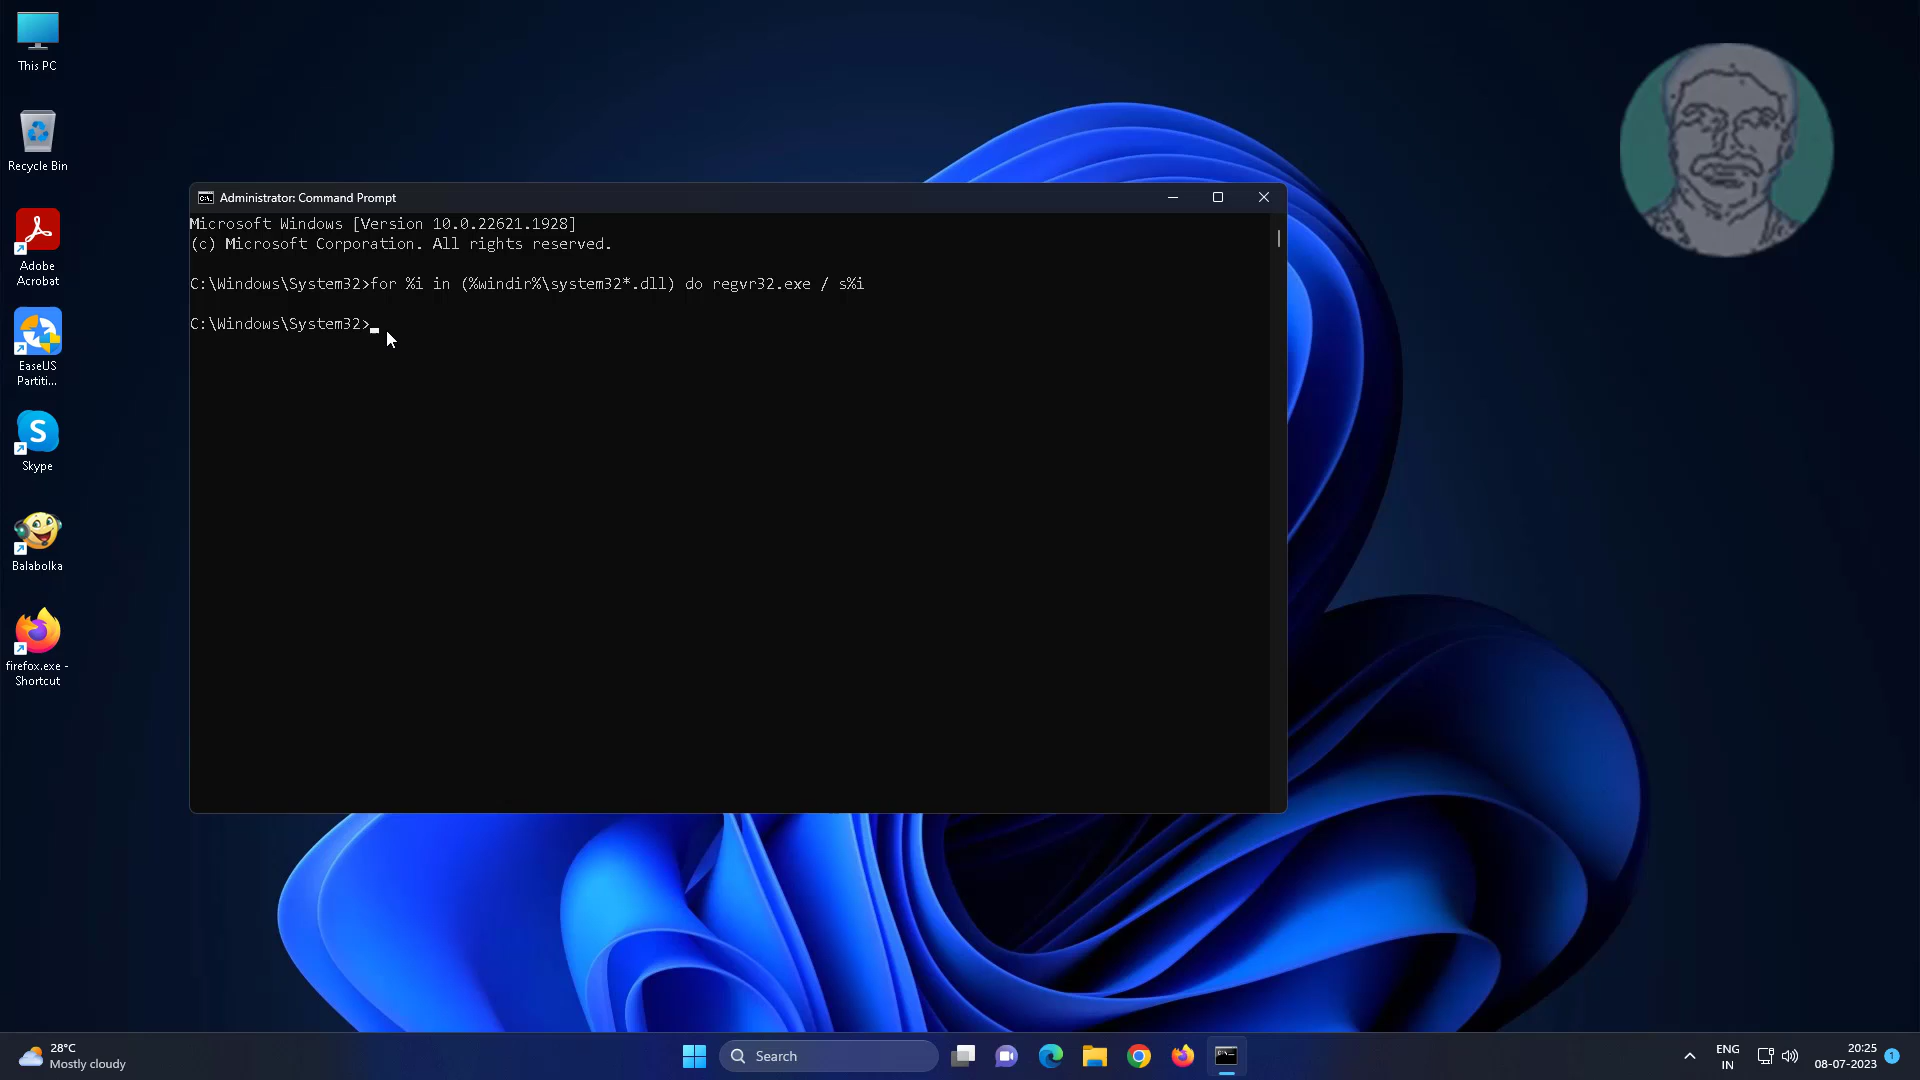 This PC
Recycle Bin
Adobe
Acrobat
EaseUS
Partiti...
Skype
Balabolka
firefox.exe -
Shortcut
Administrator: Command Prompt
Microsoft Windows [Version 10.0.22621.1928]
(c) Microsoft Corporation. All rights reserved.
C:\Windows\System32>for %i in (%windir%\system32*.dll) do regvr32.exe / s%i
C:\Windows\System32>
28°C
Mostly cloudy
Search
ENG
IN
20:25
08-07-2023
1